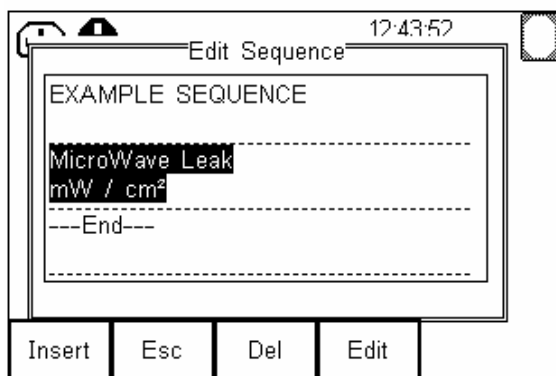 12:43:52
Edit Sequence
EXAMPLE SEQUENCE
MicroWave Leak
mW / cm²
---End---
Insert Esc Del Edit